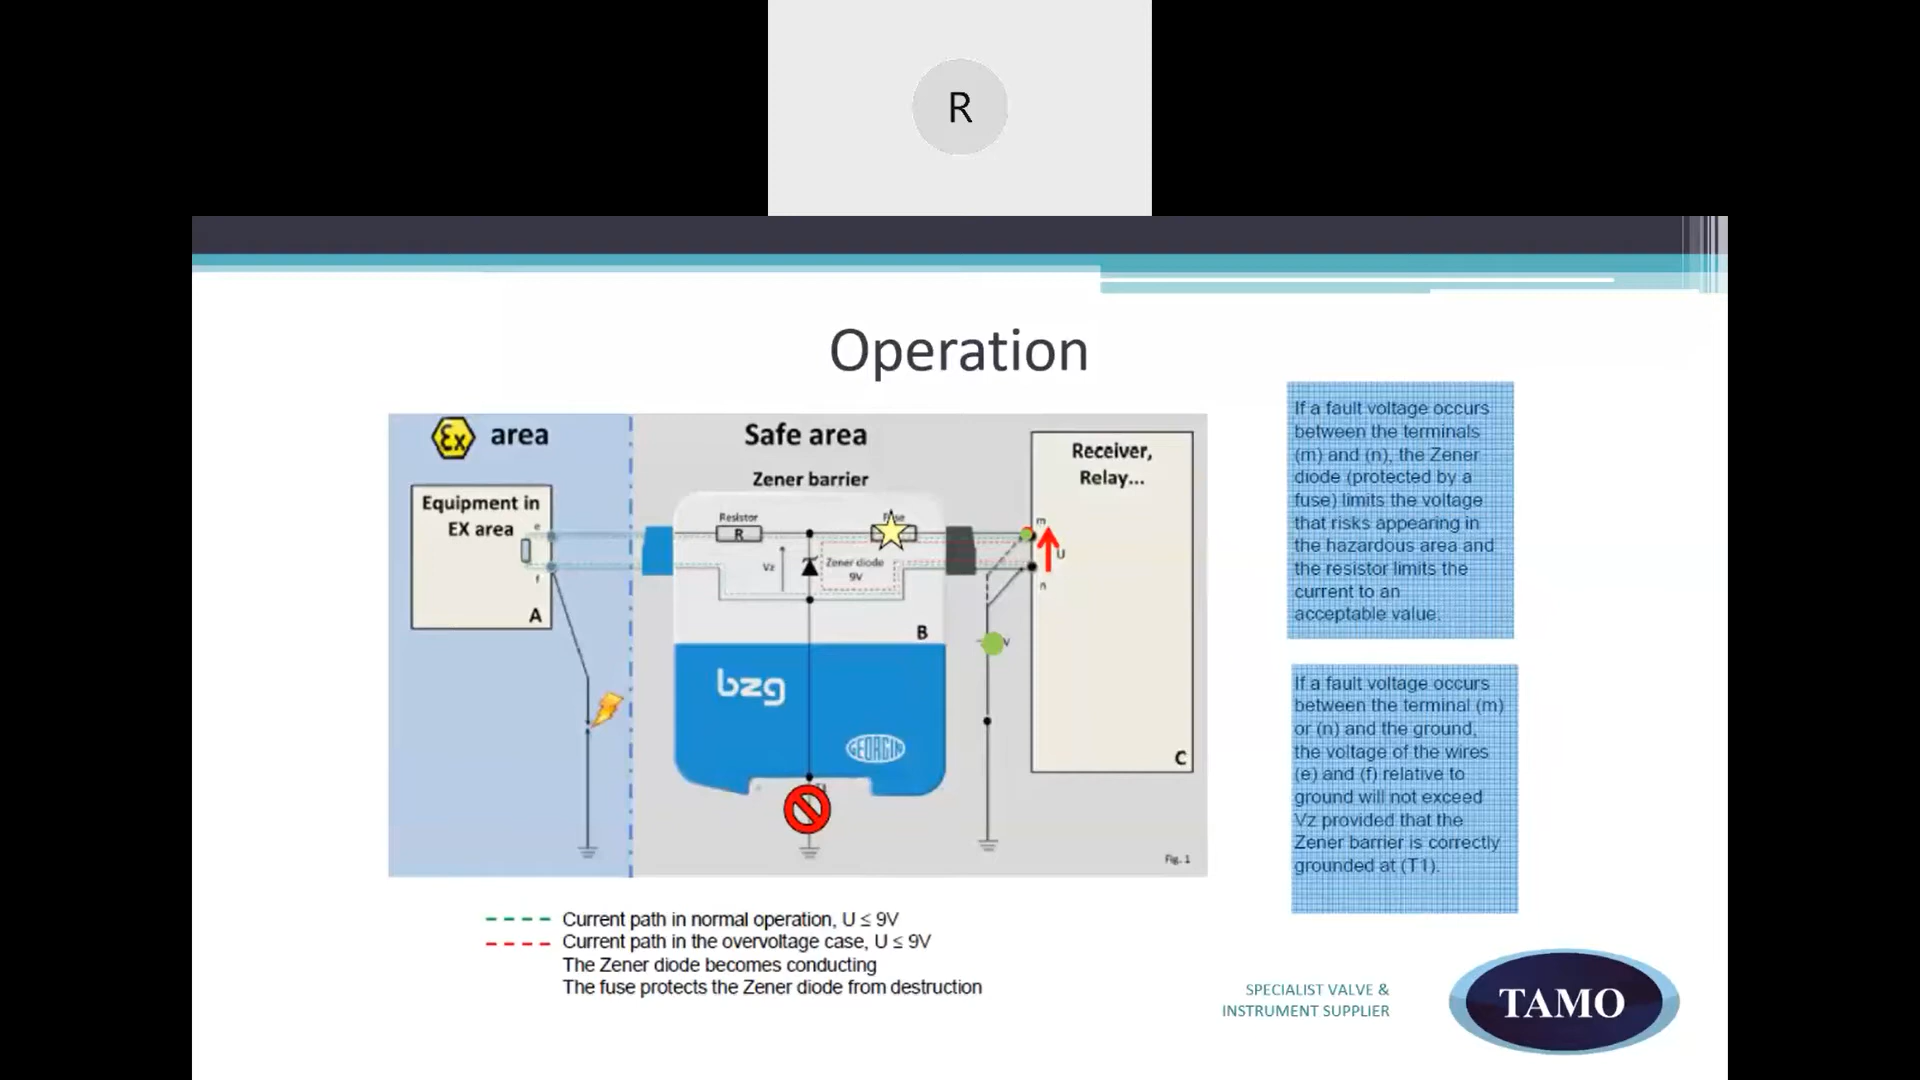 R
Operation
Ex area
Safe area
Zener barrier
Receiver,
Relay...
Equipment in
EX area
e
f
A
Resistor
R
Vz
Zener diode
9V
B
m
U
n
V
C
bzg
GEORGIN
Fig. 1
If a fault voltage occurs
between the terminals
(m) and (n), the Zener
diode (protected by a
fuse) limits the voltage
that risks appearing in
the hazardous area and
the resistor limits the
current to an
acceptable value.
If a fault voltage occurs
between the terminal (m)
or (n) and the ground,
the voltage of the wires
(e) and (f) relative to
ground will not exceed
Vz provided that the
Zener barrier is correctly
grounded at (T1).
Current path in normal operation, U ≤ 9V
Current path in the overvoltage case, U ≤ 9V
The Zener diode becomes conducting
The fuse protects the Zener diode from destruction
SPECIALIST VALVE &
INSTRUMENT SUPPLIER
TAMO